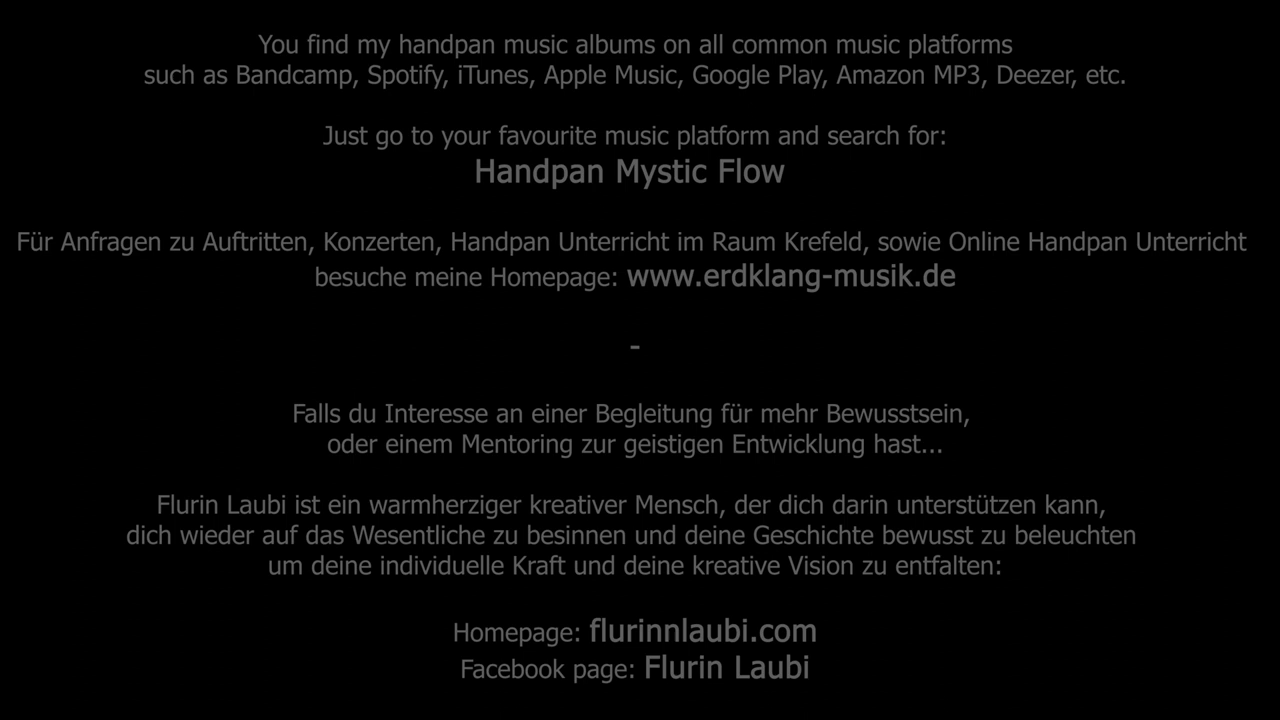 You find my handpan music albums on all common music platforms
such as Bandcamp, Spotify, iTunes, Apple Music, Google Play, Amazon MP3, Deezer, etc.
Just go to your favourite music platform and search for:
Handpan Mystic Flow
Für Anfragen zu Auftritten, Konzerten, Handpan Unterricht im Raum Krefeld, sowie Online Handpan Unterricht
besuche meine Homepage: www.erdklang-musik.de
-
Falls du Interesse an einer Begleitung für mehr Bewusstsein,
oder einem Mentoring zur geistigen Entwicklung hast...
Flurin Laubi ist ein warmherziger kreativer Mensch, der dich darin unterstützen kann,
dich wieder auf das Wesentliche zu besinnen und deine Geschichte bewusst zu beleuchten
um deine individuelle Kraft und deine kreative Vision zu entfalten:
Homepage: flurinnlaubi.com
Facebook page: Flurin Laubi